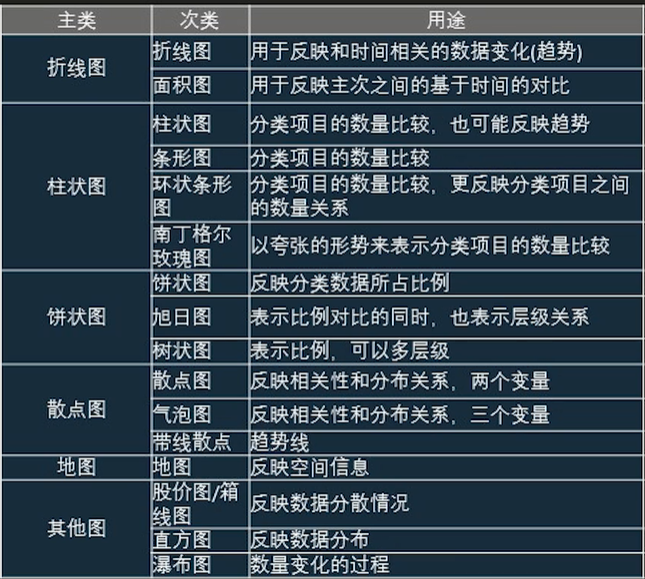 主类 次类 用途
折线图
折线图 用于反映和时间相关的数据变化(趋势)
面积图 用于反映主次之间的基于时间的对比
柱状图
柱状图 分类项目的数量比较，也可能反映趋势
条形图 分类项目的数量比较
环状条形
图
分类项目的数量比较，更反映分类项目之间
的数量关系
南丁格尔
玫瑰图
以夸张的形势来表示分类项目的数量比较
饼状图
饼状图 反映分类数据所占比例
旭日图 表示比例对比的同时，也表示层级关系
树状图 表示比例，可以多层级
散点图
散点图 反映相关性和分布关系，两个变量
气泡图 反映相关性和分布关系，三个变量
带线散点 趋势线
地图 地图 反映空间信息
其他图
股价图/箱
线图
反映数据分散情况
直方图 反映数据分布
瀑布图 数量变化的过程